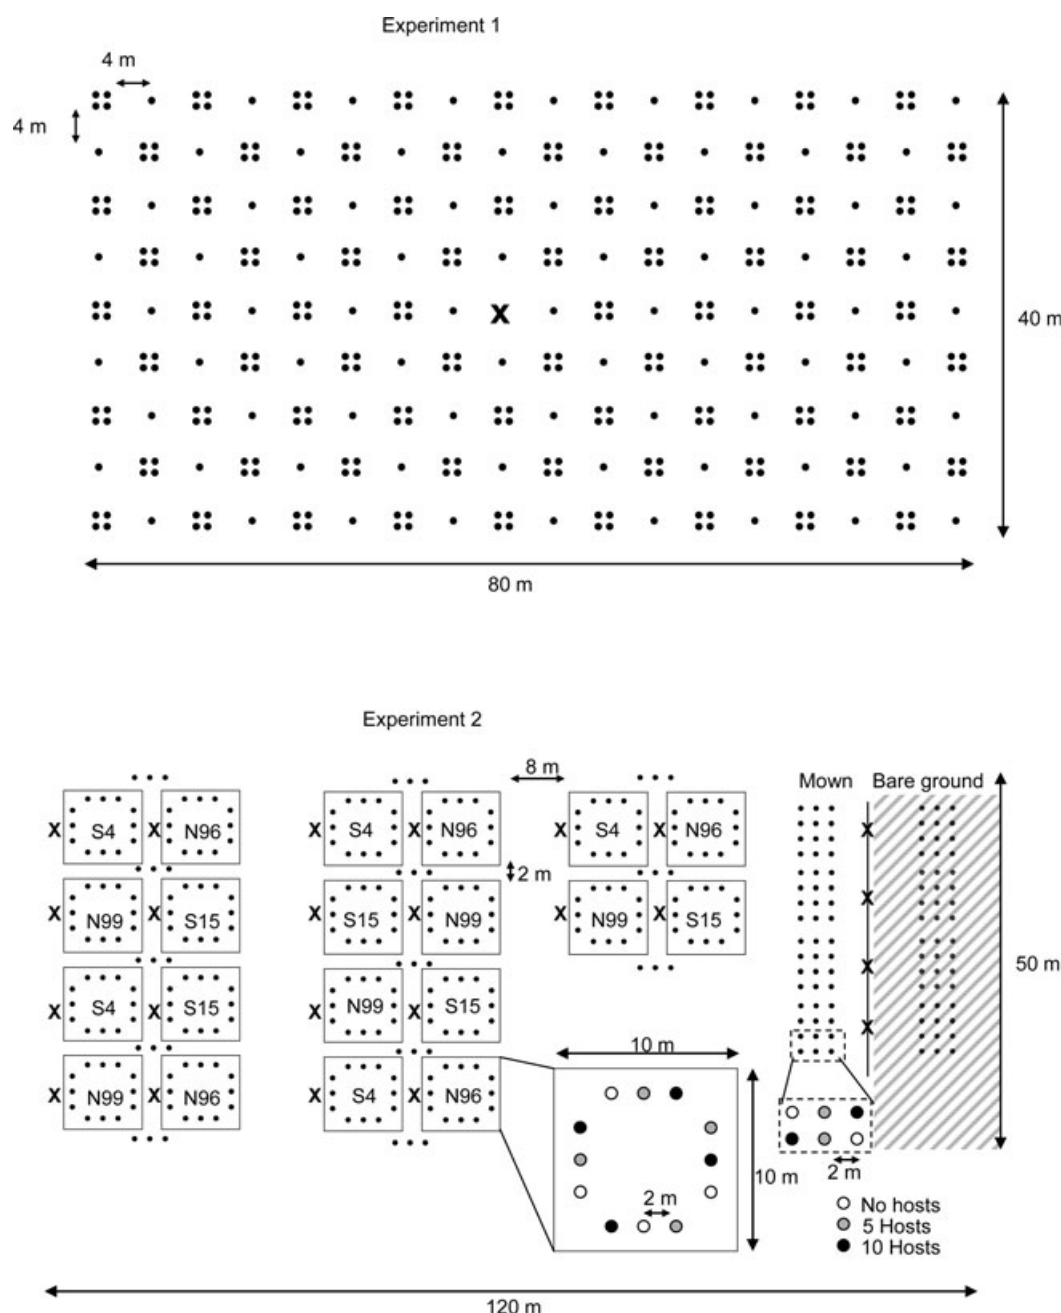 Experiment 1
4 m
4 m
X
40 m
80 m
Experiment 2
8 m
Mown Bare ground
X S4 X N96 X S4 X N96 X S4 X N96 X
2 m
X N99 X S15 X S15 X N99 X N99 X S15 X
50 m
X S4 X S15 X N99 X S15 X
X
10 m
X N99 X N96 X S4 X N96
10 m
2 m
2 m
No hosts
5 Hosts
10 Hosts
120 m